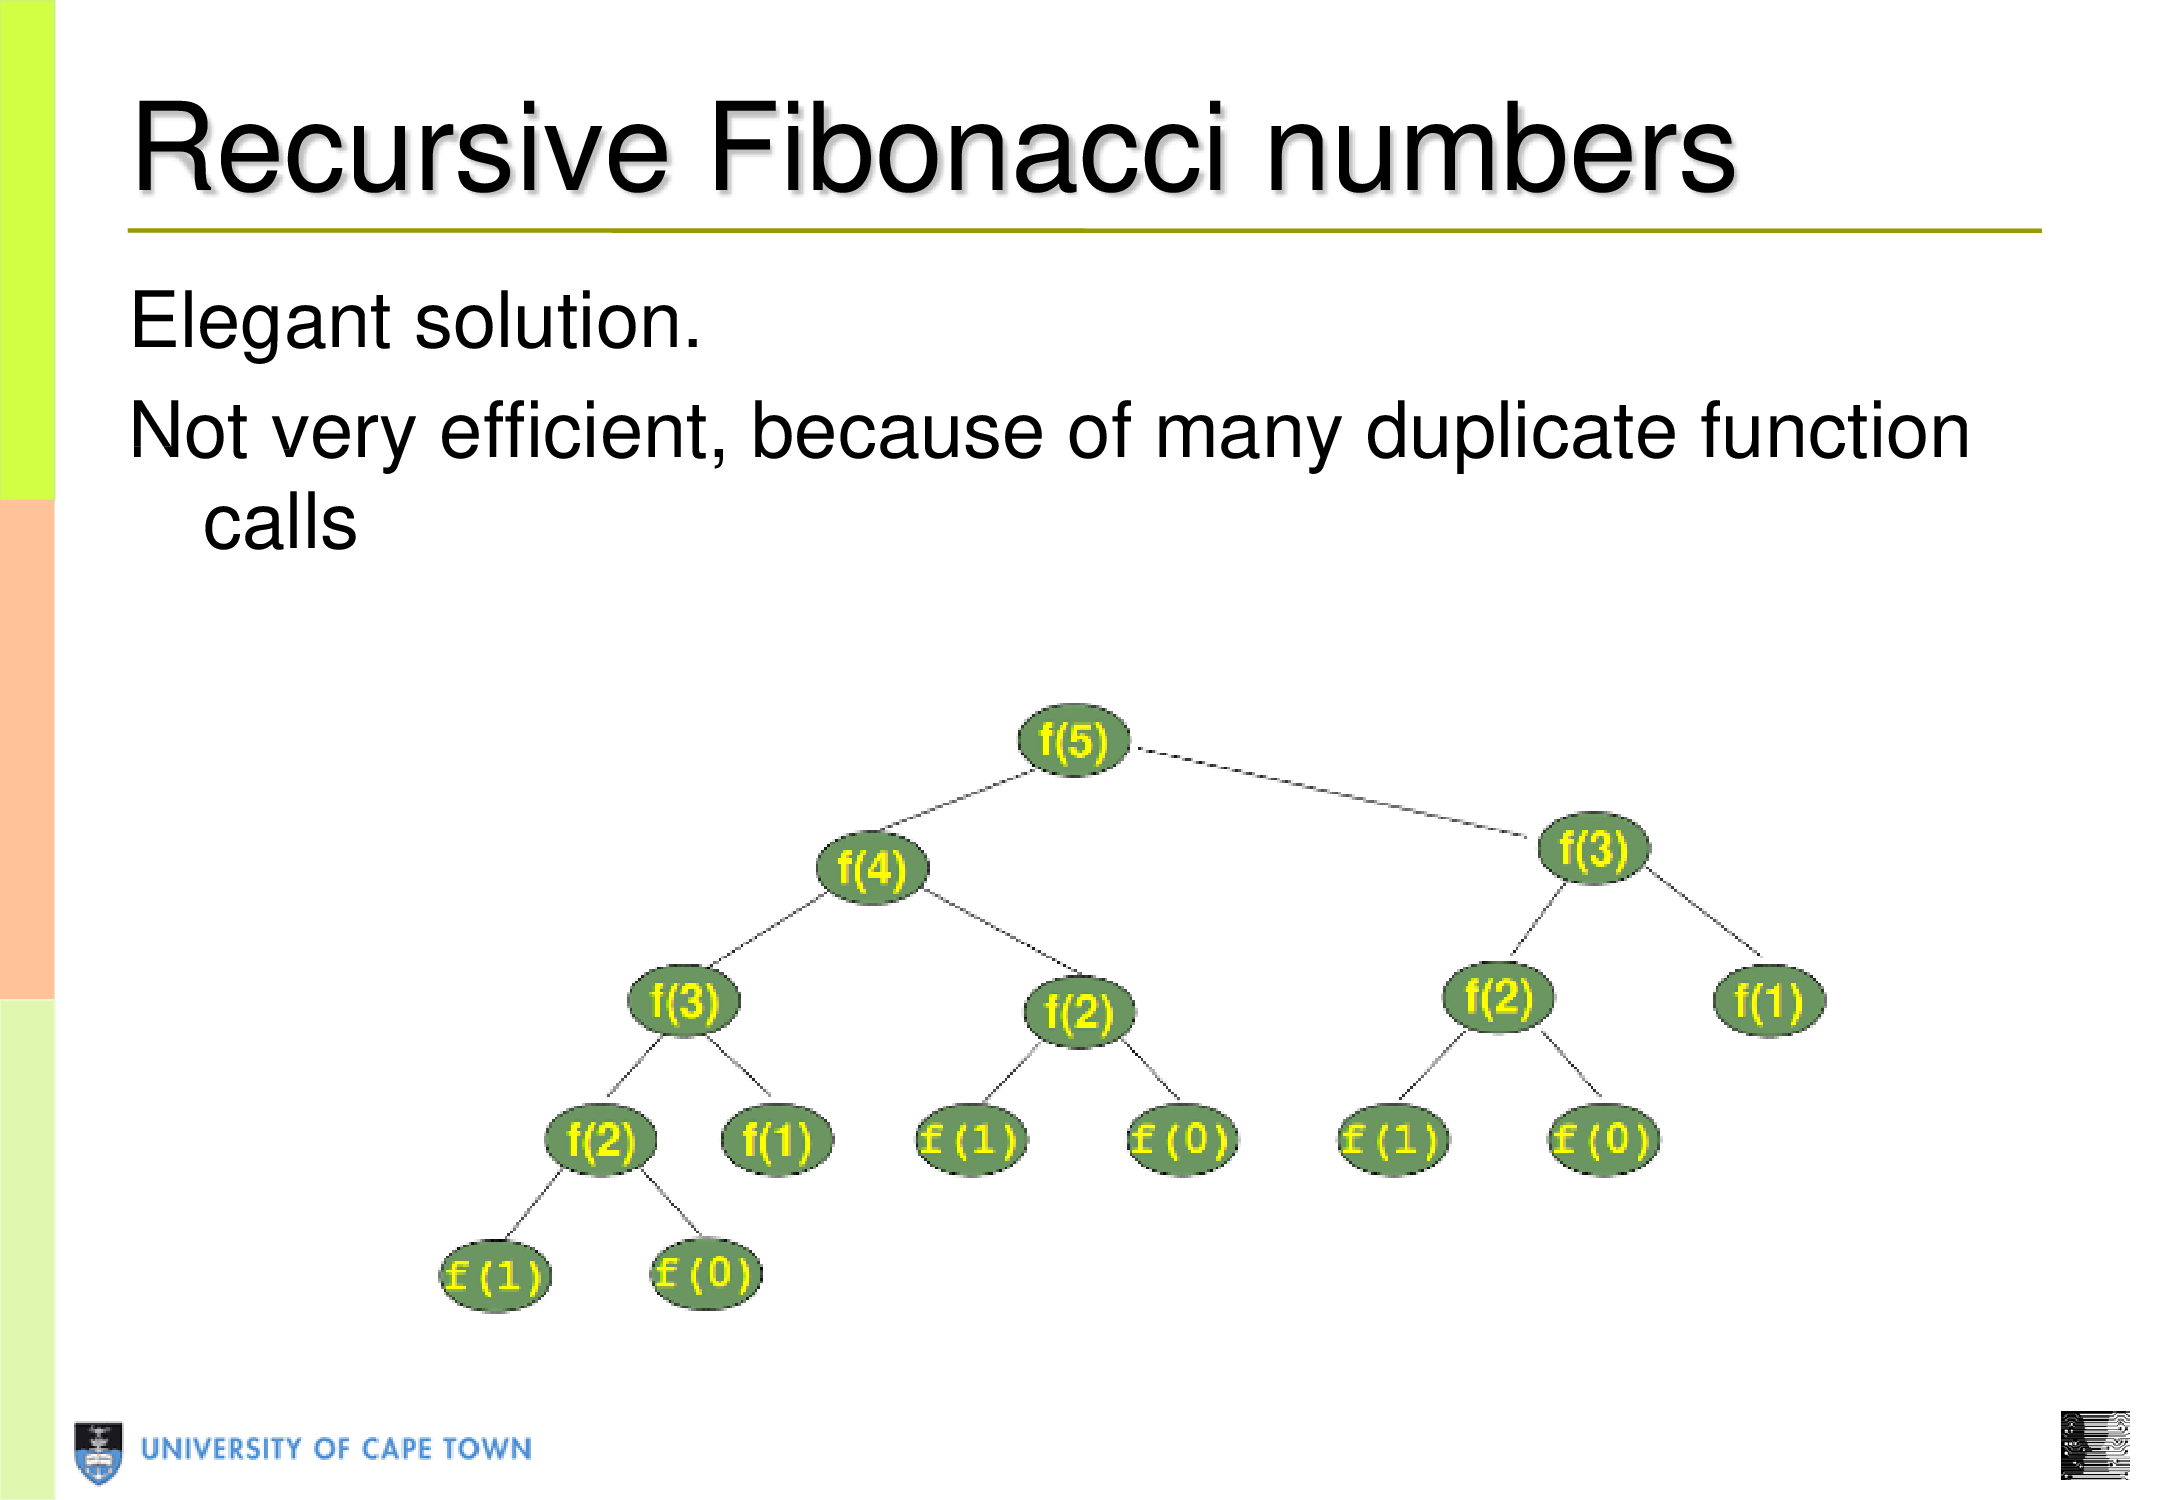 Recursive Fibonacci numbers
Elegant solution.
Not very efficient, because of many duplicate function
calls
f(5)
f(4)
f(3)
f(3)
f(2)
f(2)
f(1)
f(2)
f(1)
f(1)
f(0)
f(1)
f(0)
f(1)
f(0)
UNIVERSITY OF CAPE TOWN